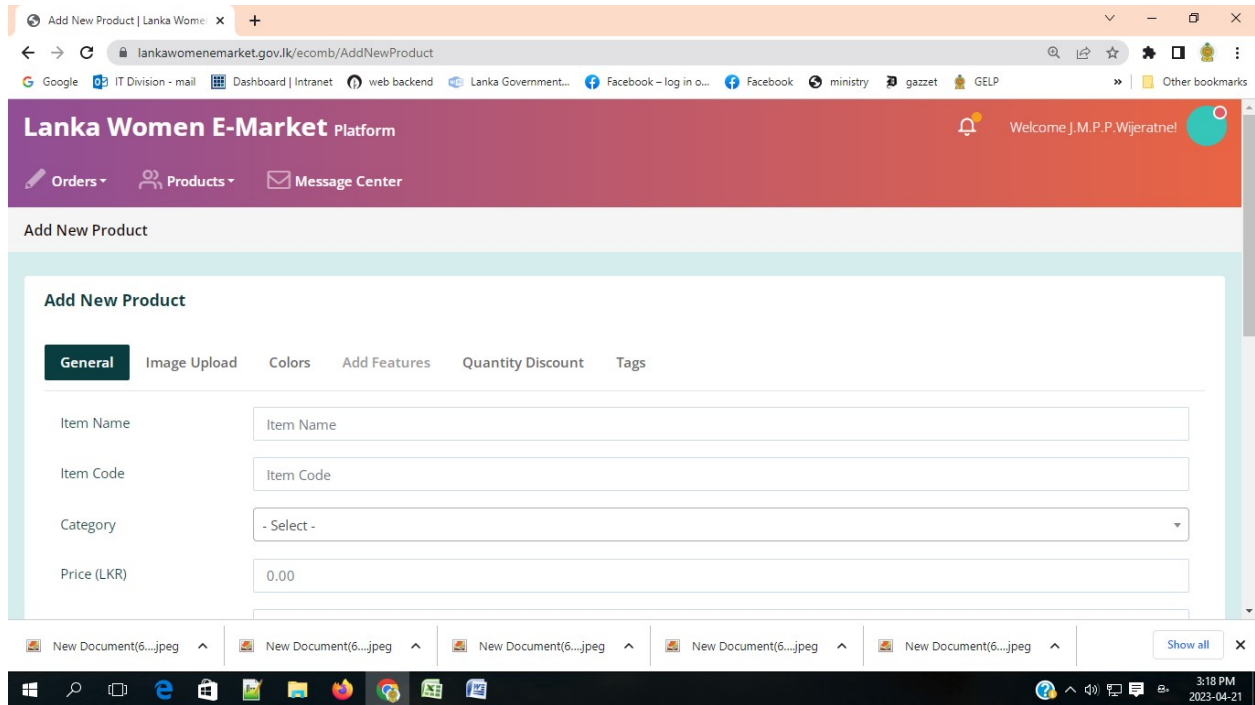 Add New Product | Lanka Wome
lankawomenemarket.gov.lk/ecomb/AddNewProduct
Google IT Division - mail Dashboard | Intranet web backend Lanka Government... Facebook – log in o... Facebook ministry gazzet GELP » Other bookmarks
Lanka Women E-Market Platform Welcome J.M.P.P.Wijeratne!
Orders Products Message Center
Add New Product
Add New Product
General Image Upload Colors Add Features Quantity Discount Tags
Item Name Item Name
Item Code Item Code
Category - Select -
Price (LKR) 0.00
New Document(6....jpeg New Document(6....jpeg New Document(6....jpeg New Document(6....jpeg New Document(6....jpeg Show all
3:18 PM
2023-04-21